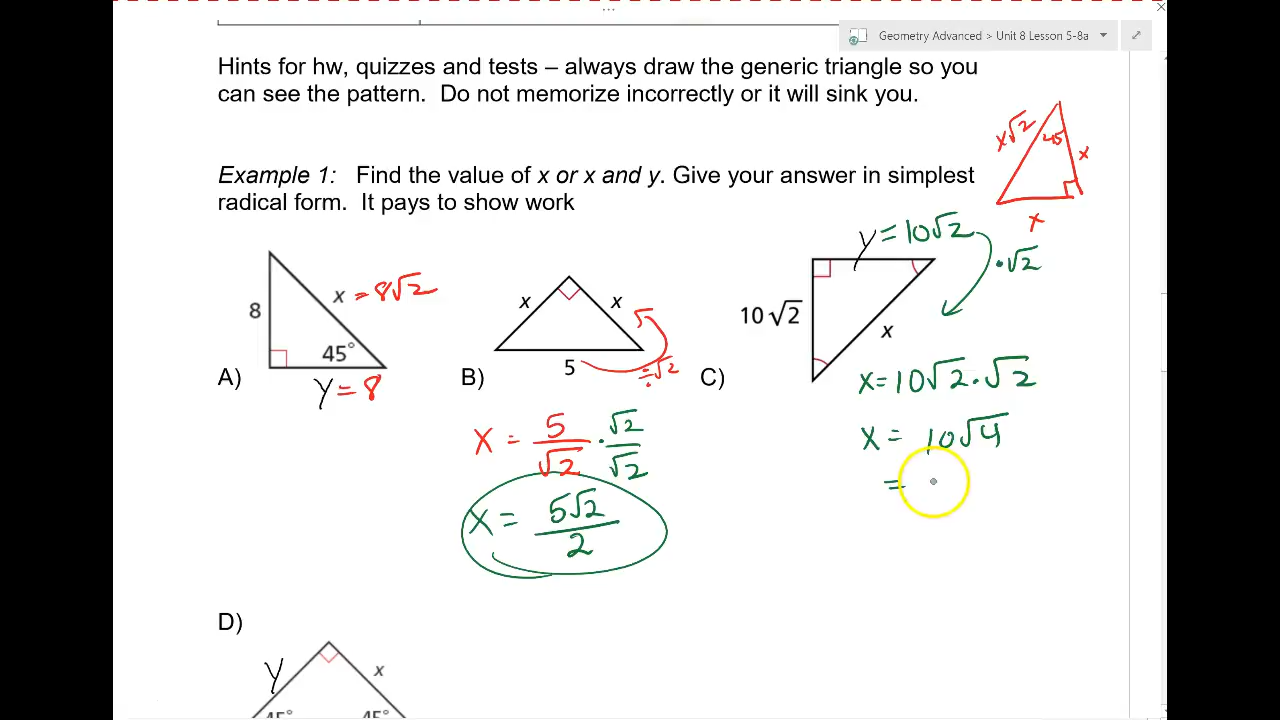 Geometry Advanced > Unit 8 Lesson 5-8a
Hints for hw, quizzes and tests – always draw the generic triangle so you
can see the pattern. Do not memorize incorrectly or it will sink you.
x√2
45
x
x
Example 1: Find the value of x or x and y. Give your answer in simplest
radical form. It pays to show work
A)
8
x = 8√2
45°
y = 8
B)
x
x
5
÷√2
x = 5/√2 · √2/√2
x = 5√2/2
C)
y = 10√2
·√2
10√2
x
x = 10√2 · √2
x = 10√4
=
D)
y
x
45°
45°